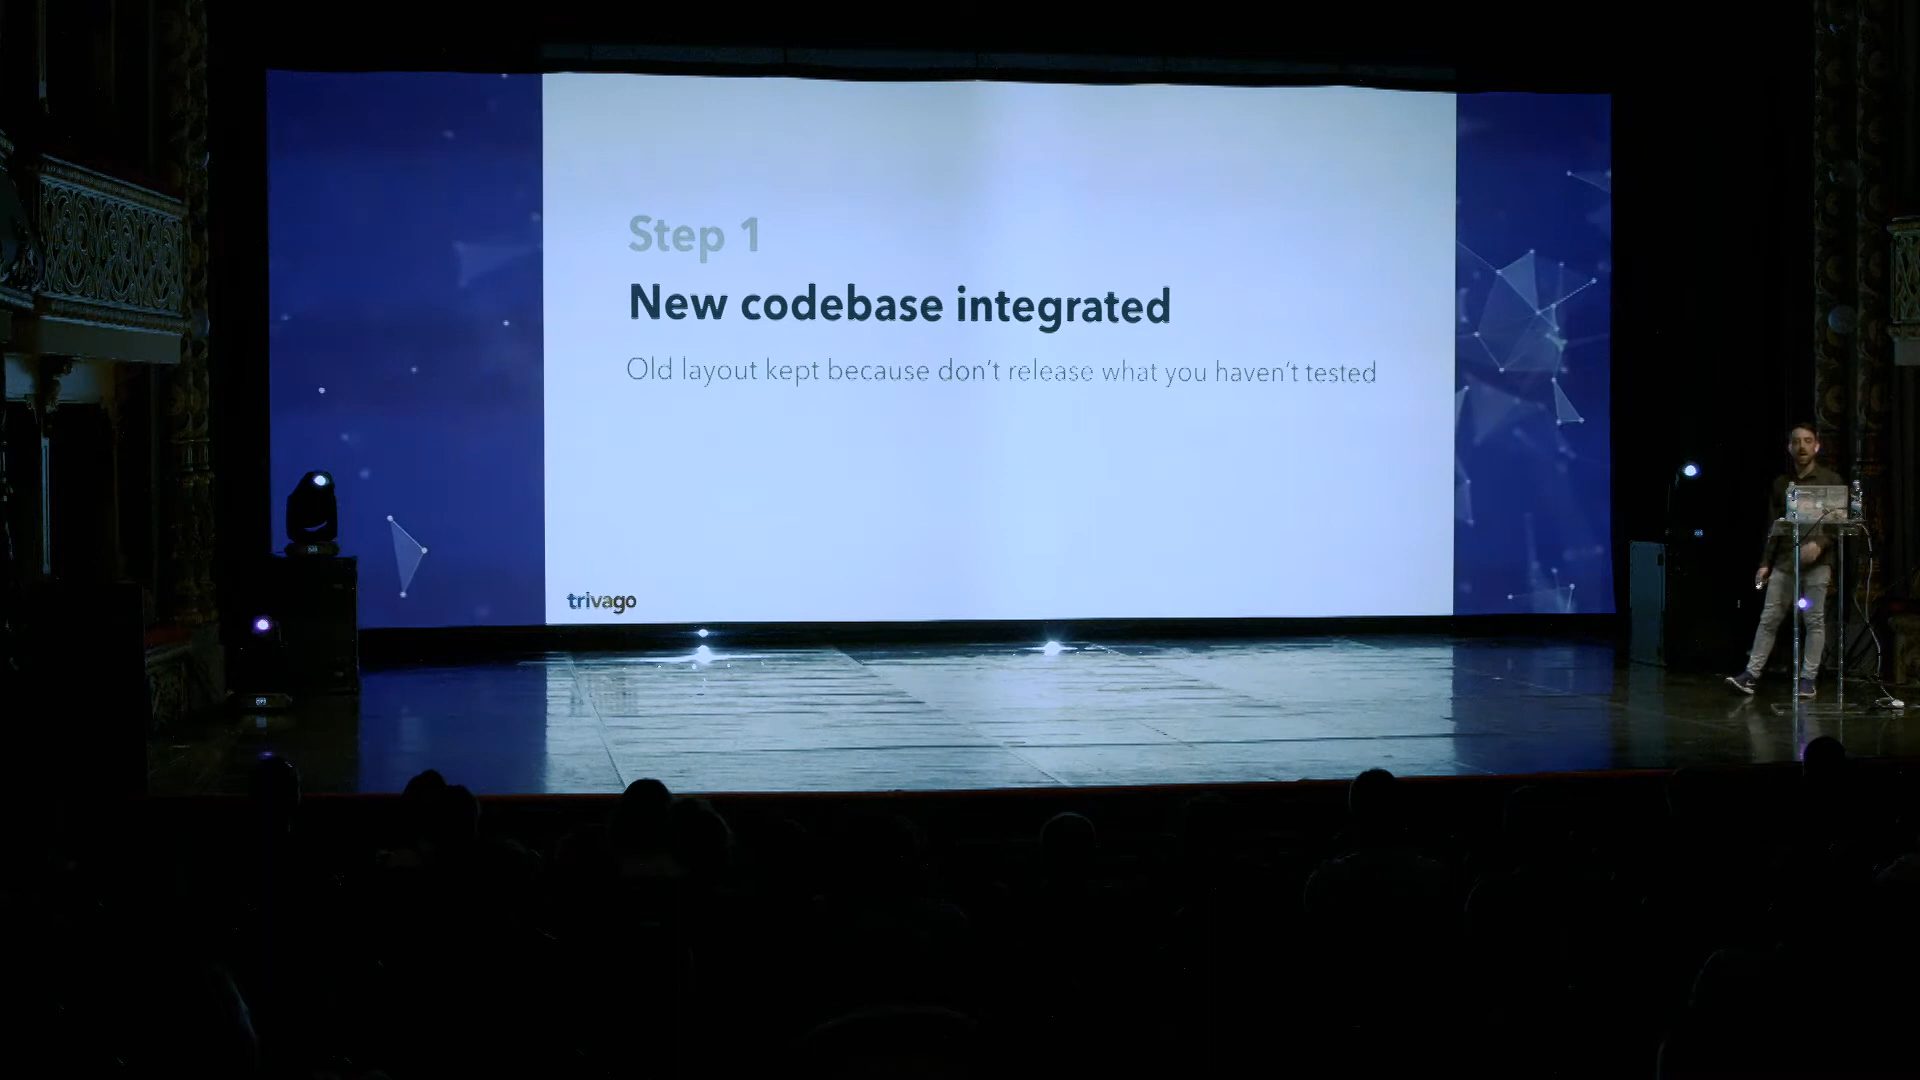 Step 1
New codebase integrated
Old layout kept because don't release what you haven't tested
trivago